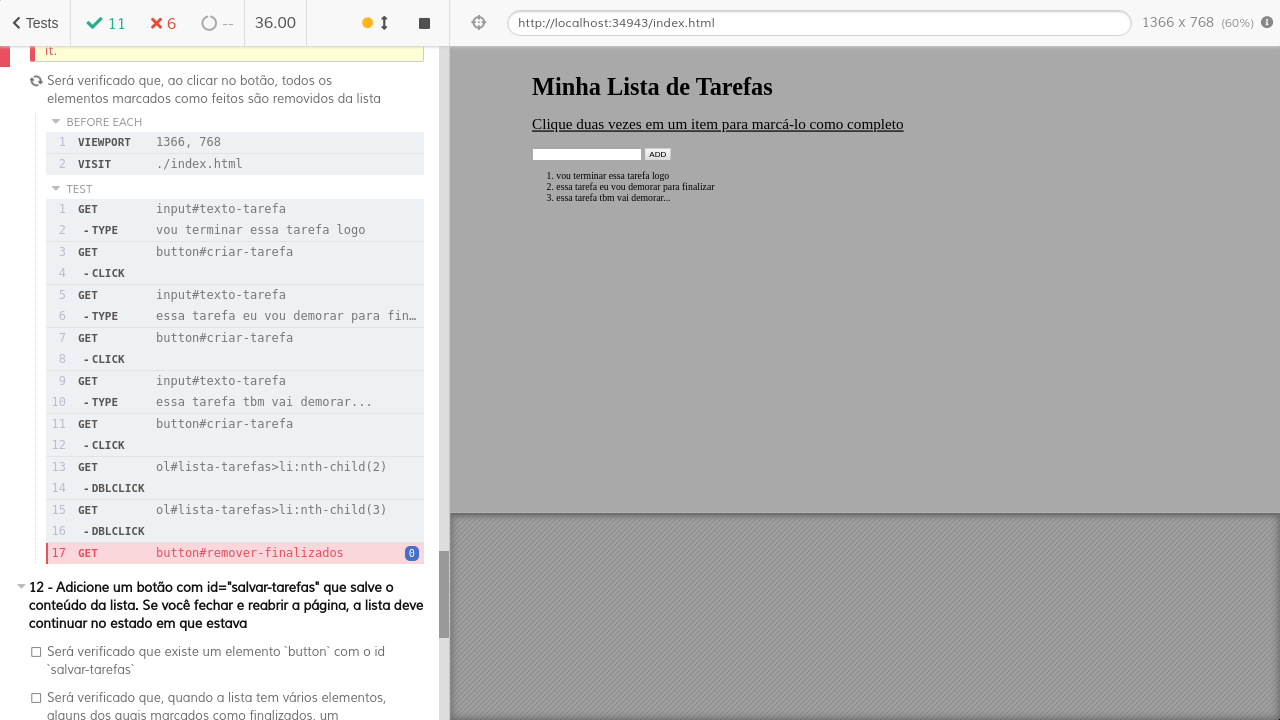 Tests 11 6 -- 36.00
http://localhost:34943/index.html 1366 x 768 (60%)
it.
Será verificado que, ao clicar no botão, todos os
elementos marcados como feitos são removidos da lista
BEFORE EACH
1 VIEWPORT 1366, 768
2 VISIT ./index.html
TEST
1 GET input#texto-tarefa
2 -TYPE vou terminar essa tarefa logo
3 GET button#criar-tarefa
4 -CLICK
5 GET input#texto-tarefa
6 -TYPE essa tarefa eu vou demorar para fin…
7 GET button#criar-tarefa
8 -CLICK
9 GET input#texto-tarefa
10 -TYPE essa tarefa tbm vai demorar...
11 GET button#criar-tarefa
12 -CLICK
13 GET ol#lista-tarefas>li:nth-child(2)
14 -DBLCLICK
15 GET ol#lista-tarefas>li:nth-child(3)
16 -DBLCLICK
17 GET button#remover-finalizados 0
12 - Adicione um botão com id="salvar-tarefas" que salve o
conteúdo da lista. Se você fechar e reabrir a página, a lista deve
continuar no estado em que estava
Será verificado que existe um elemento `button` com o id
`salvar-tarefas`
Será verificado que, quando a lista tem vários elementos,
alguns dos quais marcados como finalizados, um
Minha Lista de Tarefas
Clique duas vezes em um item para marcá-lo como completo
ADD
1. vou terminar essa tarefa logo
2. essa tarefa eu vou demorar para finalizar
3. essa tarefa tbm vai demorar...